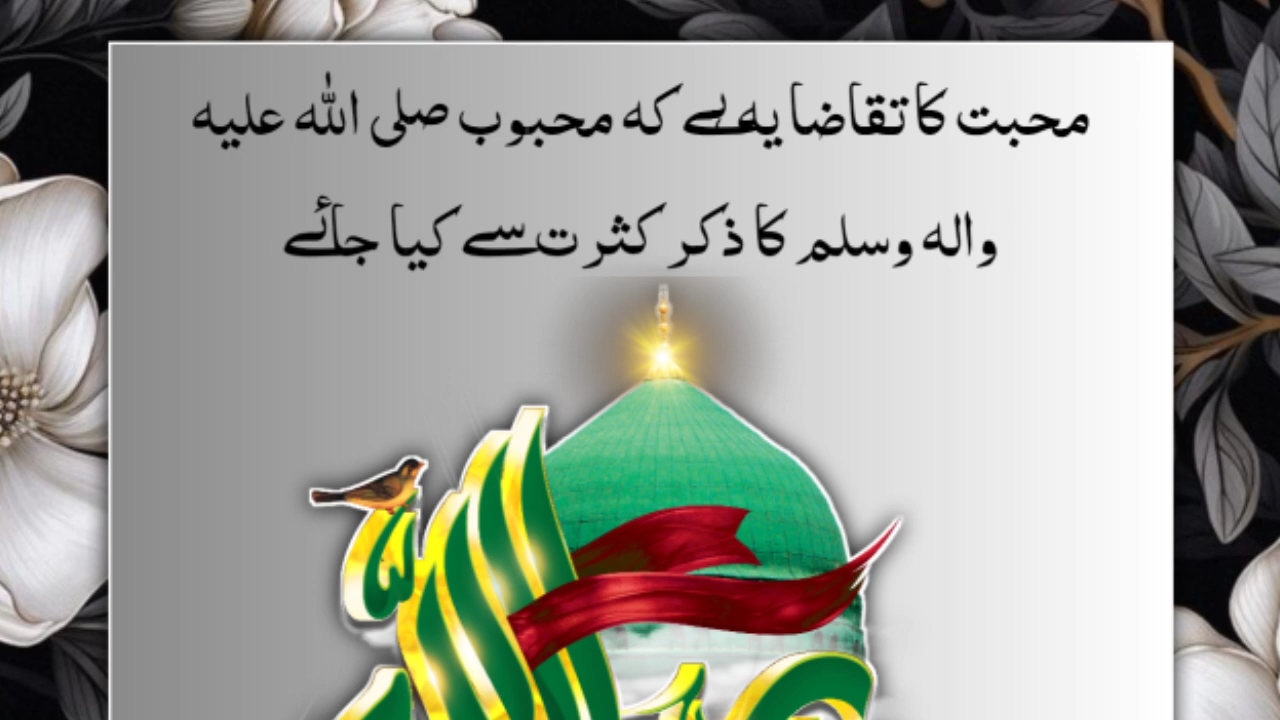 محبت کا تقاضا یہ ہے کہ محبوب صلی اللہ علیہ
والہ وسلم کا ذکر کثرت سے کیا جائے